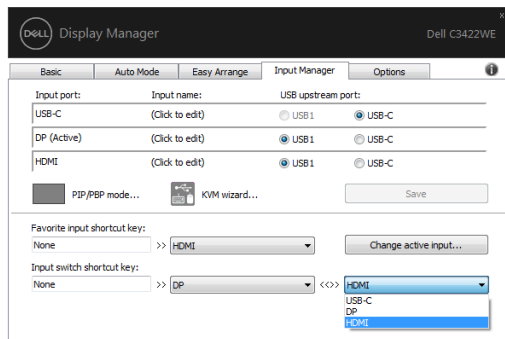 DELL Display Manager Dell C3422WE
Basic Auto Mode Easy Arrange Input Manager Options
Input port: Input name: USB upstream port:
USB-C (Click to edit) USB1 USB-C
DP (Active) (Click to edit) USB1 USB-C
HDMI (Click to edit) USB1 USB-C
PIP/PBP mode... KVM wizard... Save
Favorite input shortcut key:
None >> HDMI Change active input...
Input switch shortcut key:
None >> DP <<>> HDMI
USB-C
DP
HDMI